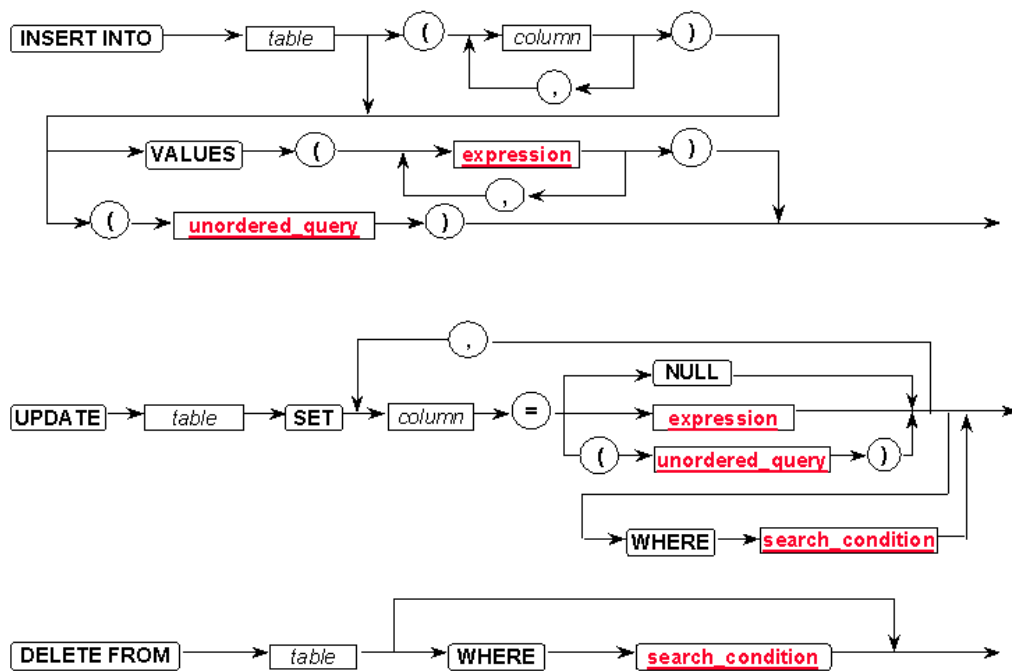 INSERT INTO table ( column )
,
VALUES ( expression )
,
( unordered_query )
,
NULL
UPDATE table SET column = expression
( unordered_query )
WHERE search_condition
DELETE FROM table WHERE search_condition